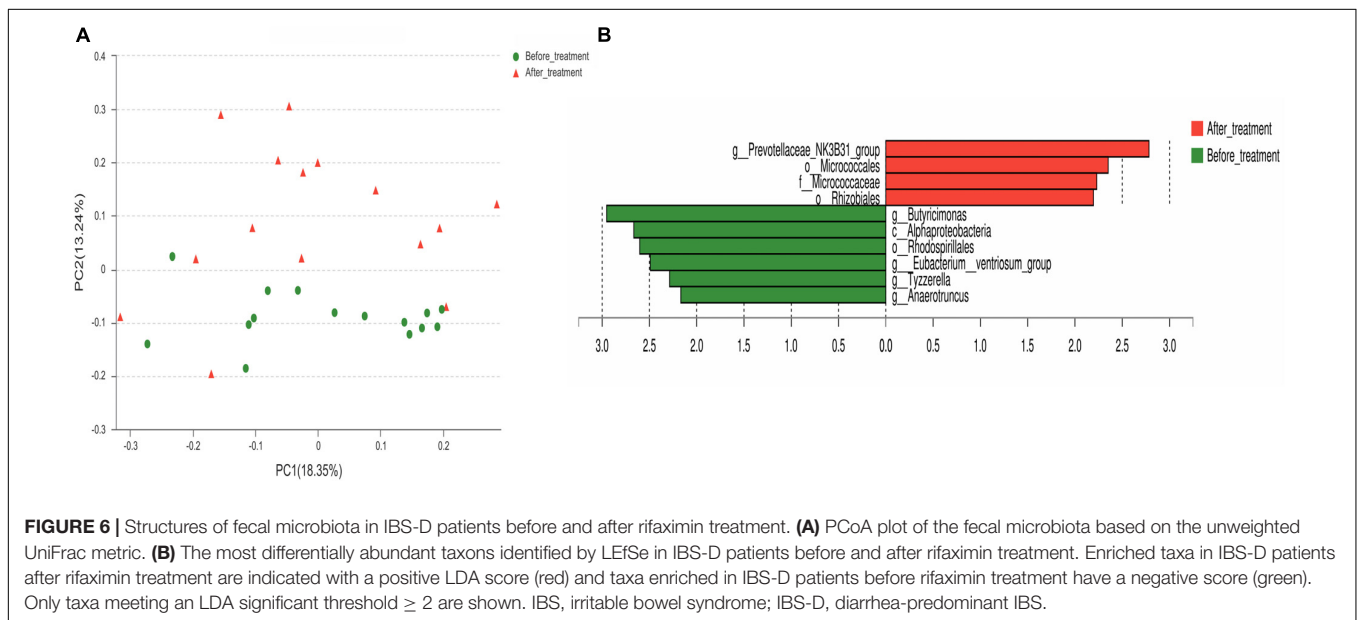 A
Before_treatment
After_treatment
0.4
0.3
0.2
0.1
0
-0.1
-0.2
-0.3
PC2(13.24%)
-0.3
-0.2
-0.1
0
0.1
0.2
PC1(18.35%)
B
After_treatment
Before_treatment
g__Prevotellaceae_NK3B31_group
o__Micrococcales
f__Micrococcaceae
o__Rhizobiales
g__Butyricimonas
c__Alphaproteobacteria
o__Rhodospirillales
g__Eubacterium__ventriosum_group
g__Tyzzerella
g__Anaerotruncus
3.0 2.5 2.0 1.5 1.0 0.5 0.0 0.5 1.0 1.5 2.0 2.5 3.0
FIGURE 6 | Structures of fecal microbiota in IBS-D patients before and after rifaximin treatment. (A) PCoA plot of the fecal microbiota based on the unweighted
UniFrac metric. (B) The most differentially abundant taxons identified by LEfSe in IBS-D patients before and after rifaximin treatment. Enriched taxa in IBS-D patients
after rifaximin treatment are indicated with a positive LDA score (red) and taxa enriched in IBS-D patients before rifaximin treatment have a negative score (green).
Only taxa meeting an LDA significant threshold ≥ 2 are shown. IBS, irritable bowel syndrome; IBS-D, diarrhea-predominant IBS.